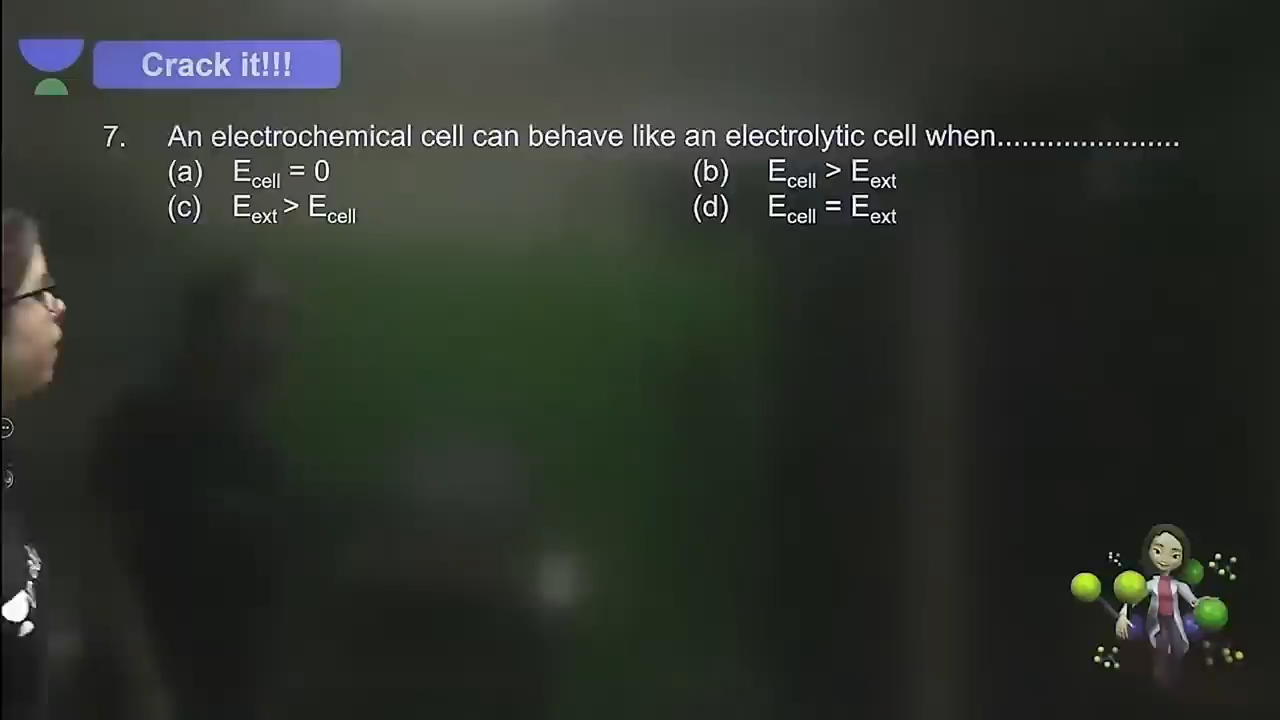 Crack it!!!
7. An electrochemical cell can behave like an electrolytic cell when......................
(a) E_cell = 0 (b) E_cell > E_ext
(c) E_ext > E_cell (d) E_cell = E_ext